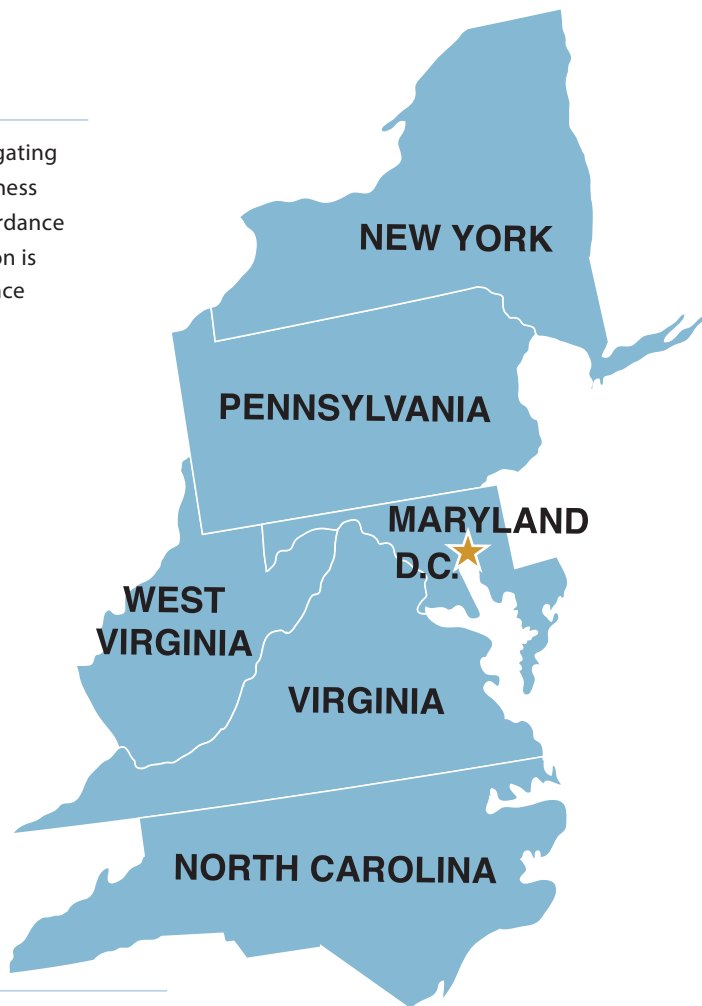 gating
ness
rdance
on is
nce
NEW YORK
PENNSYLVANIA
MARYLAND
D.C.
WEST
VIRGINIA
VIRGINIA
NORTH CAROLINA